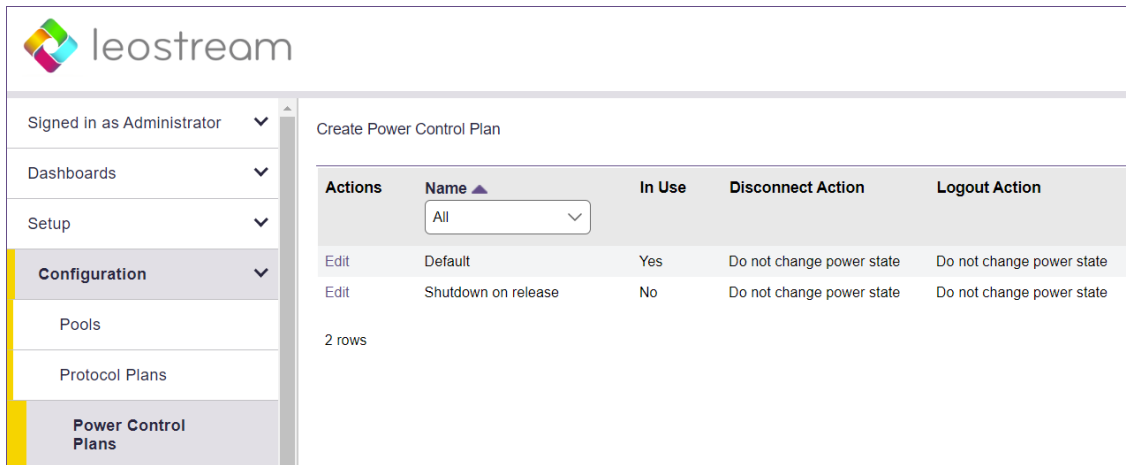 leostream
Signed in as Administrator
Dashboards
Setup
Configuration
Pools
Protocol Plans
Power Control
Plans
Create Power Control Plan
Actions Name In Use Disconnect Action Logout Action
All
Edit Default Yes Do not change power state Do not change power state
Edit Shutdown on release No Do not change power state Do not change power state
2 rows